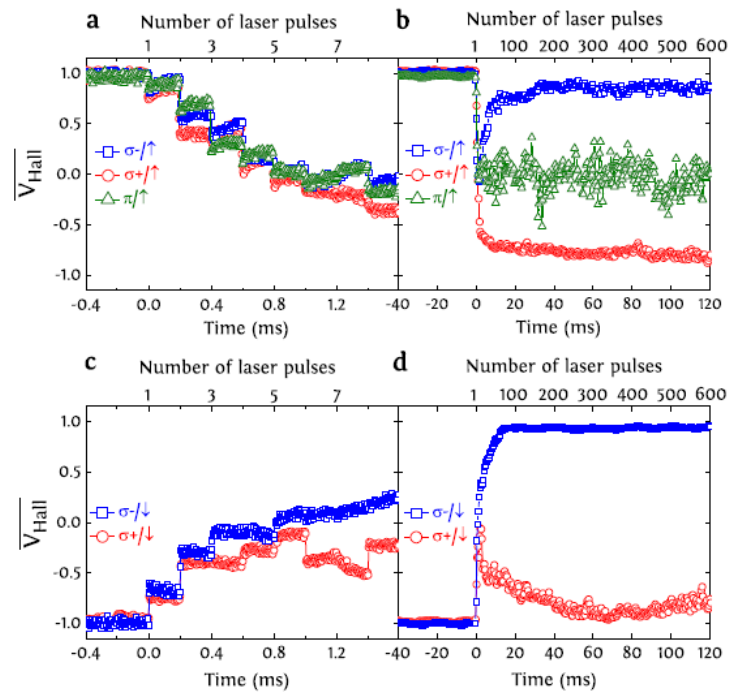 Number of laser pulses
Number of laser pulses
a
1 3 5 7
b
1 100 200 300 400 500 600
1.0
0.5
0.0
-0.5
-1.0
V_Hall
σ-/↑
σ+/↑
π/↑
σ-/↑
σ+/↑
π/↑
-0.4 0.0 0.4 0.8 1.2 -40
-20 0 20 40 60 80 100 120
Time (ms)
Time (ms)
Number of laser pulses
Number of laser pulses
c
1 3 5 7
d
1 100 200 300 400 500 600
1.0
0.5
0.0
-0.5
-1.0
V_Hall
σ-/↓
σ+/↓
σ-/↓
σ+/↓
-0.4 0.0 0.4 0.8 1.2 -40
-20 0 20 40 60 80 100 120
Time (ms)
Time (ms)